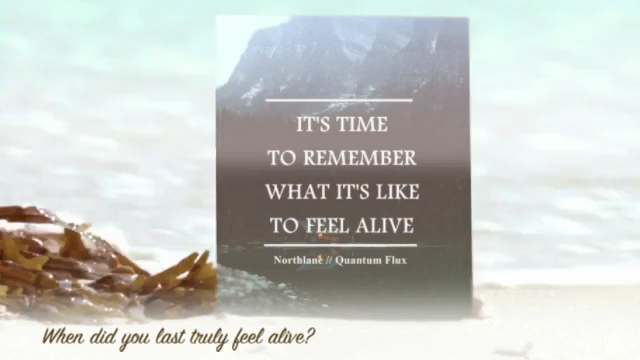 IT'S TIME
TO REMEMBER
WHAT IT'S LIKE
TO FEEL ALIVE
Northlane // Quantum Flux
When did you last truly feel alive?